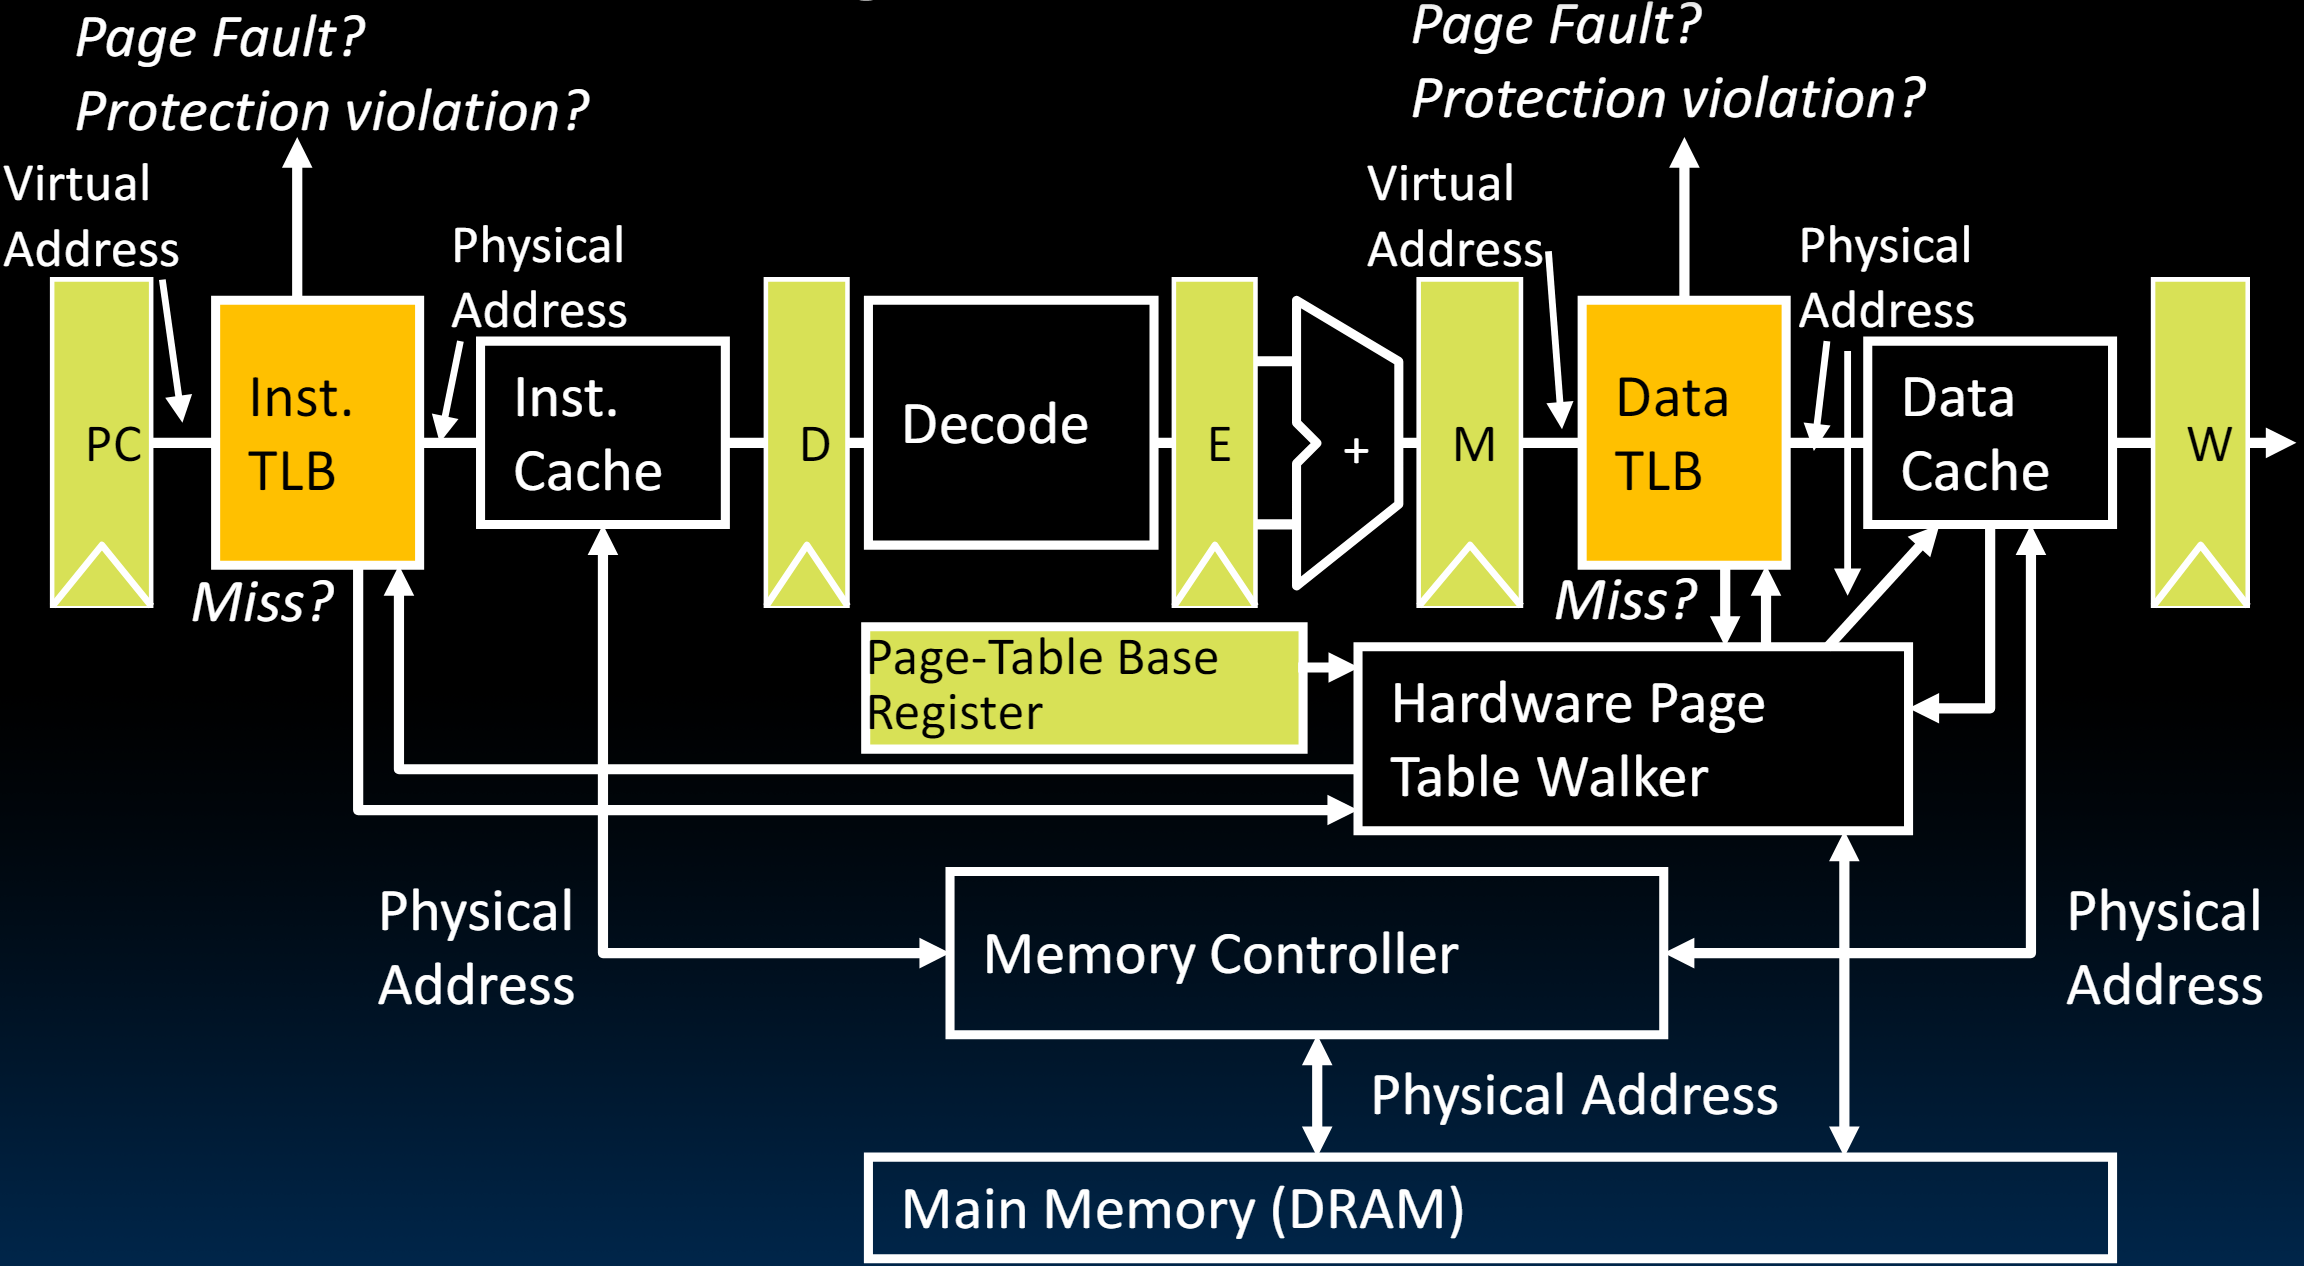 Page Fault?
Protection violation?
Page Fault?
Protection violation?
Virtual
Address
Physical
Address
Virtual
Address
Physical
Address
PC
Inst.
TLB
Inst.
Cache
D
Decode
E
+
M
Data
TLB
Data
Cache
W
Miss?
Miss?
Page-Table Base
Register
Hardware Page
Table Walker
Physical
Address
Memory Controller
Physical
Address
Physical Address
Main Memory (DRAM)